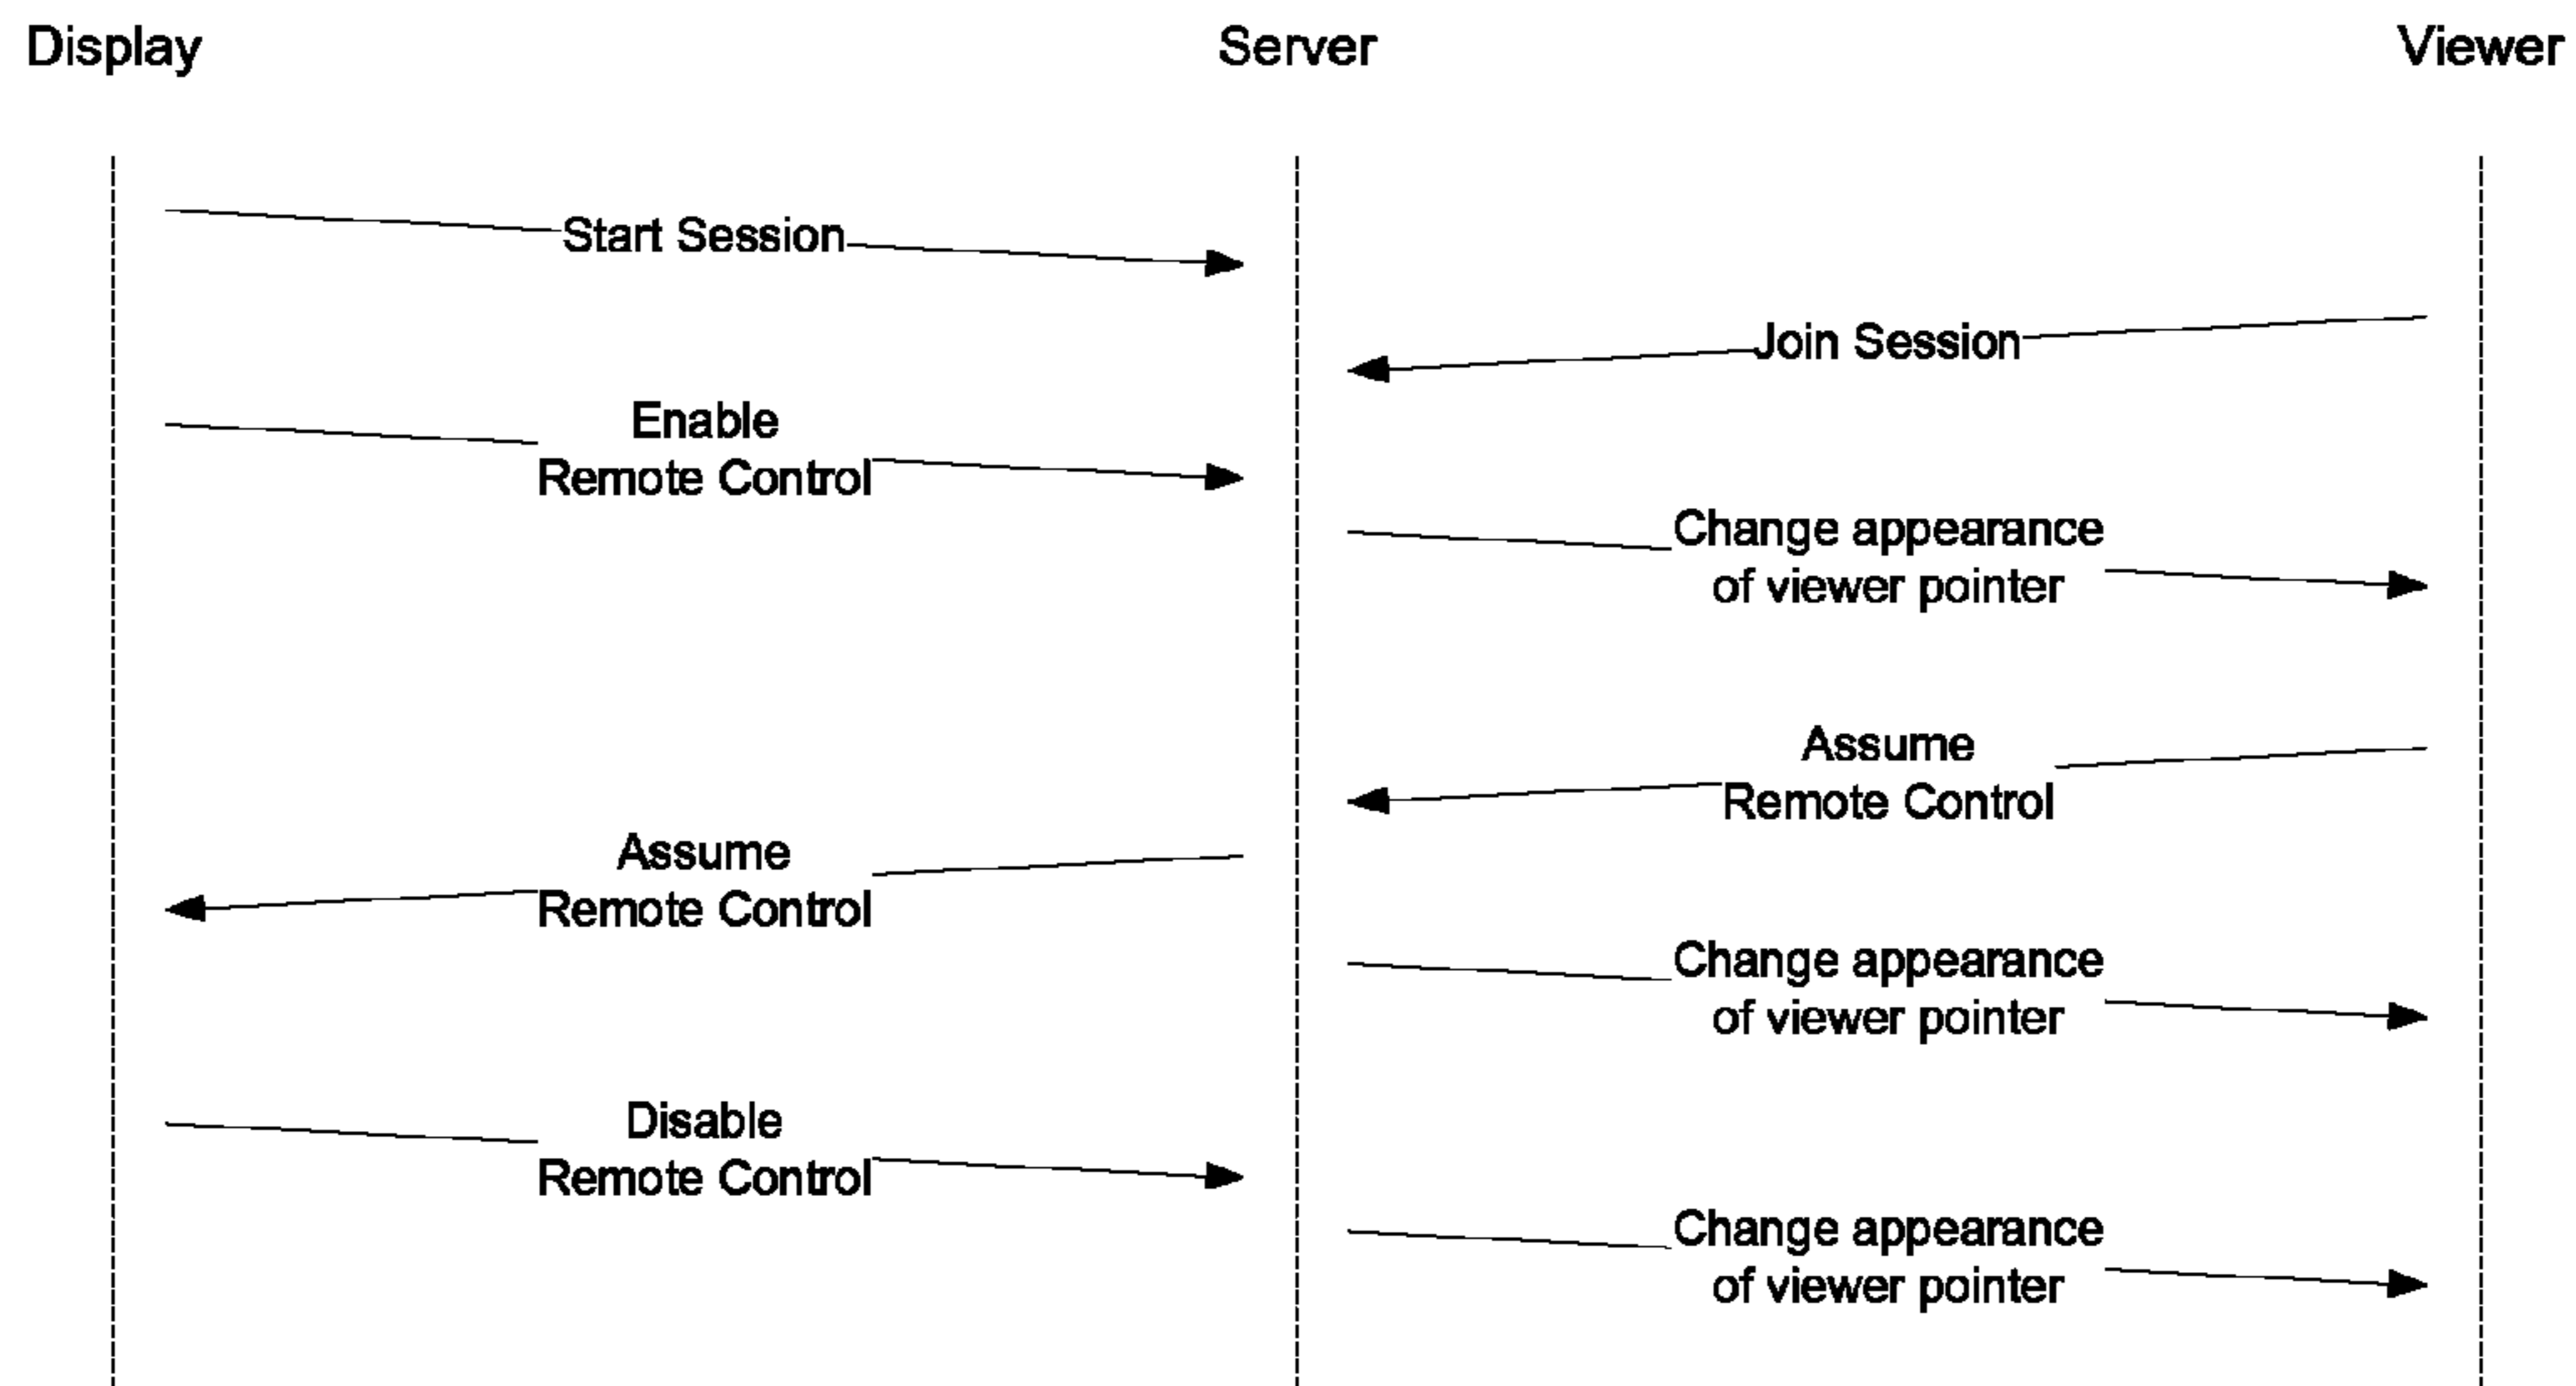 Display
Server
Viewer
Start Session
Join Session
Enable
Remote Control
Change appearance
of viewer pointer
Assume
Remote Control
Assume
Remote Control
Change appearance
of viewer pointer
Disable
Remote Control
Change appearance
of viewer pointer